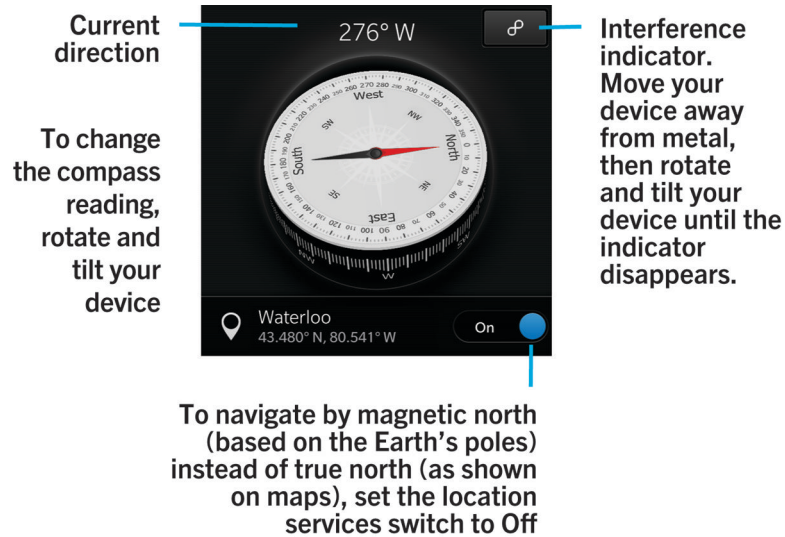 Current
direction
276° W
Interference
indicator.
Move your
device away
from metal,
then rotate
and tilt your
device until the
indicator
disappears.
To change
the compass
reading,
rotate and
tilt your
device
West
NW
North
NE
East
SE
South
SW
NW
W
SW
Waterloo
43.480° N, 80.541° W
On
To navigate by magnetic north
(based on the Earth's poles)
instead of true north (as shown
on maps), set the location
services switch to Off